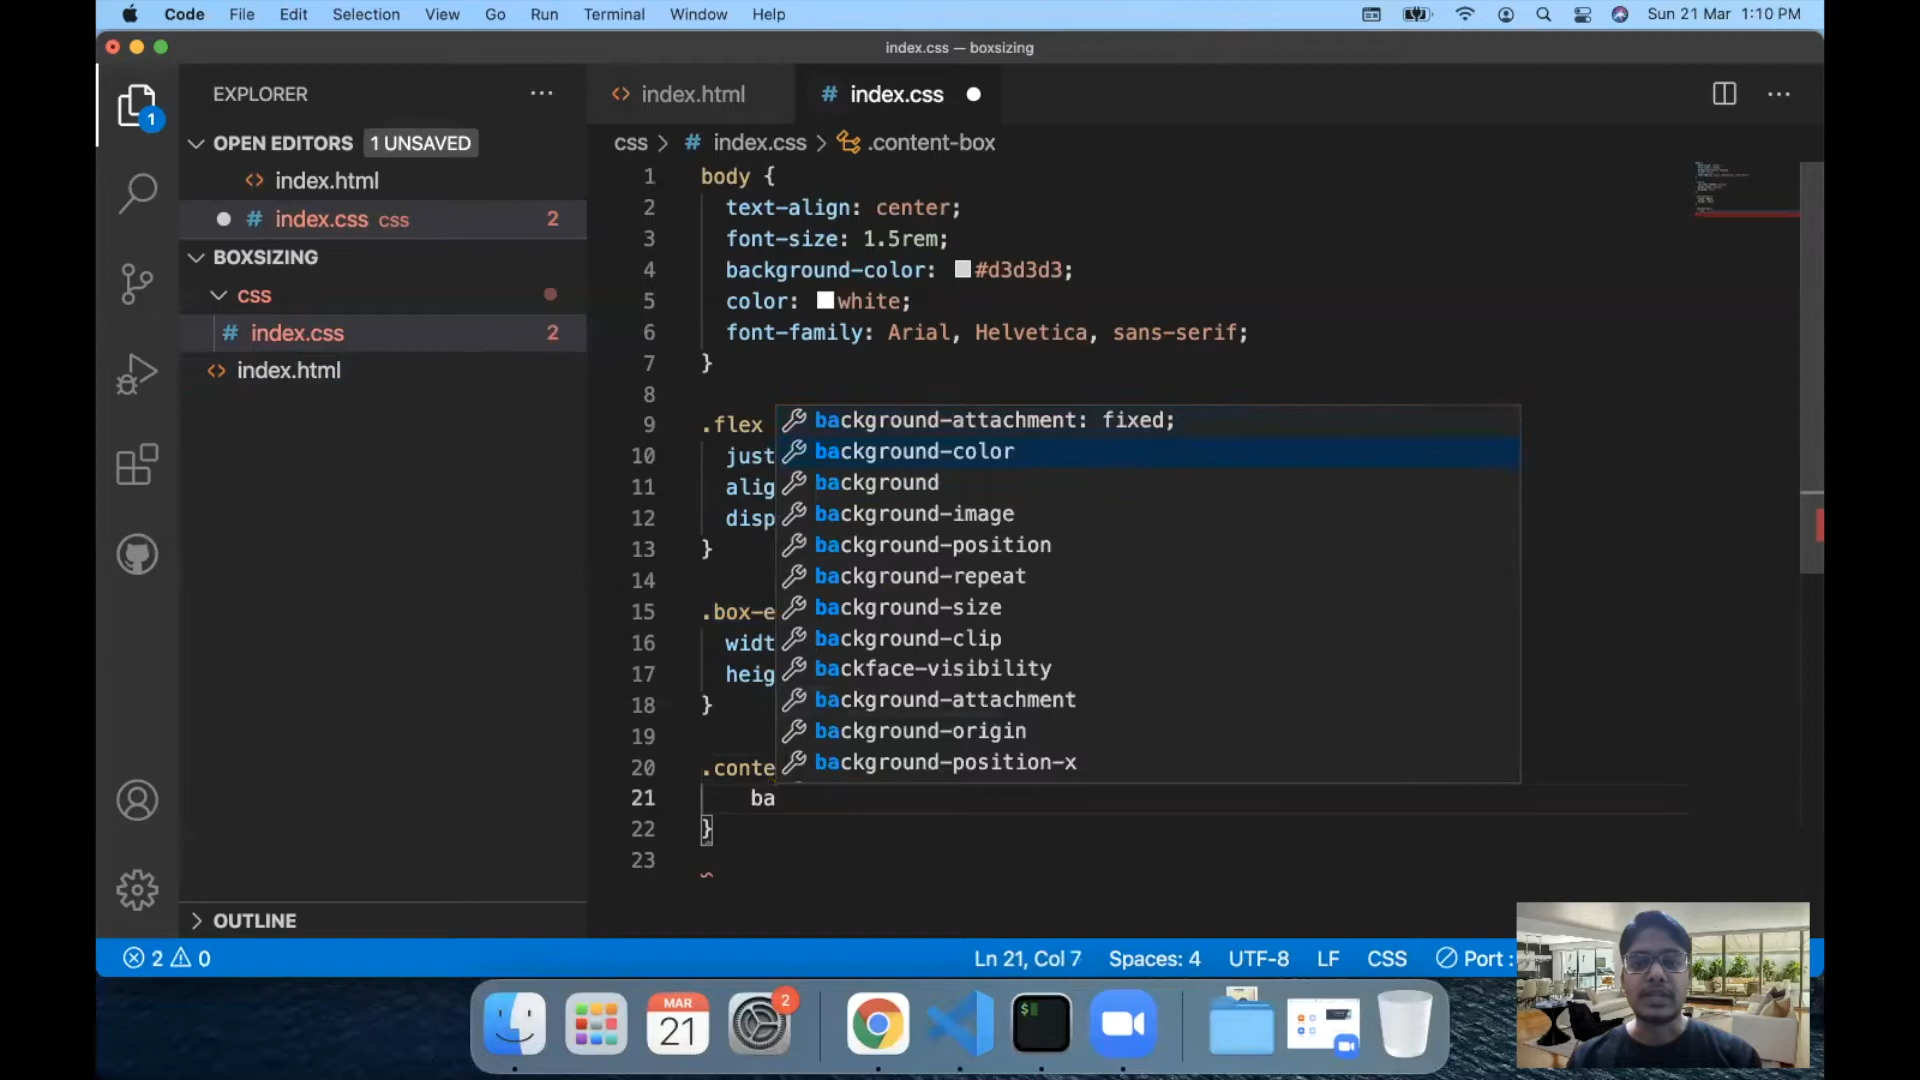 Code File Edit Selection View Go Run Terminal Window Help Sun 21 Mar 1:10 PM
index.css — boxsizing
EXPLORER
OPEN EDITORS 1 UNSAVED
index.html
index.css css 2
BOXSIZING
css
index.css 2
index.html
OUTLINE
1
index.html
index.css
css > # index.css > .content-box
1 body {
2 text-align: center;
3 font-size: 1.5rem;
4 background-color: #d3d3d3;
5 color: white;
6 font-family: Arial, Helvetica, sans-serif;
7 }
8
9 .flex
10 just
11 alig
12 disp
13 }
14
15 .box-e
16 widt
17 heig
18 }
19
20 .conte
21 ba
22 }
23
background-attachment: fixed;
background-color
background
background-image
background-position
background-repeat
background-size
background-clip
backface-visibility
background-attachment
background-origin
background-position-x
2 0 Ln 21, Col 7 Spaces: 4 UTF-8 LF CSS Port :
MAR
21
2
$